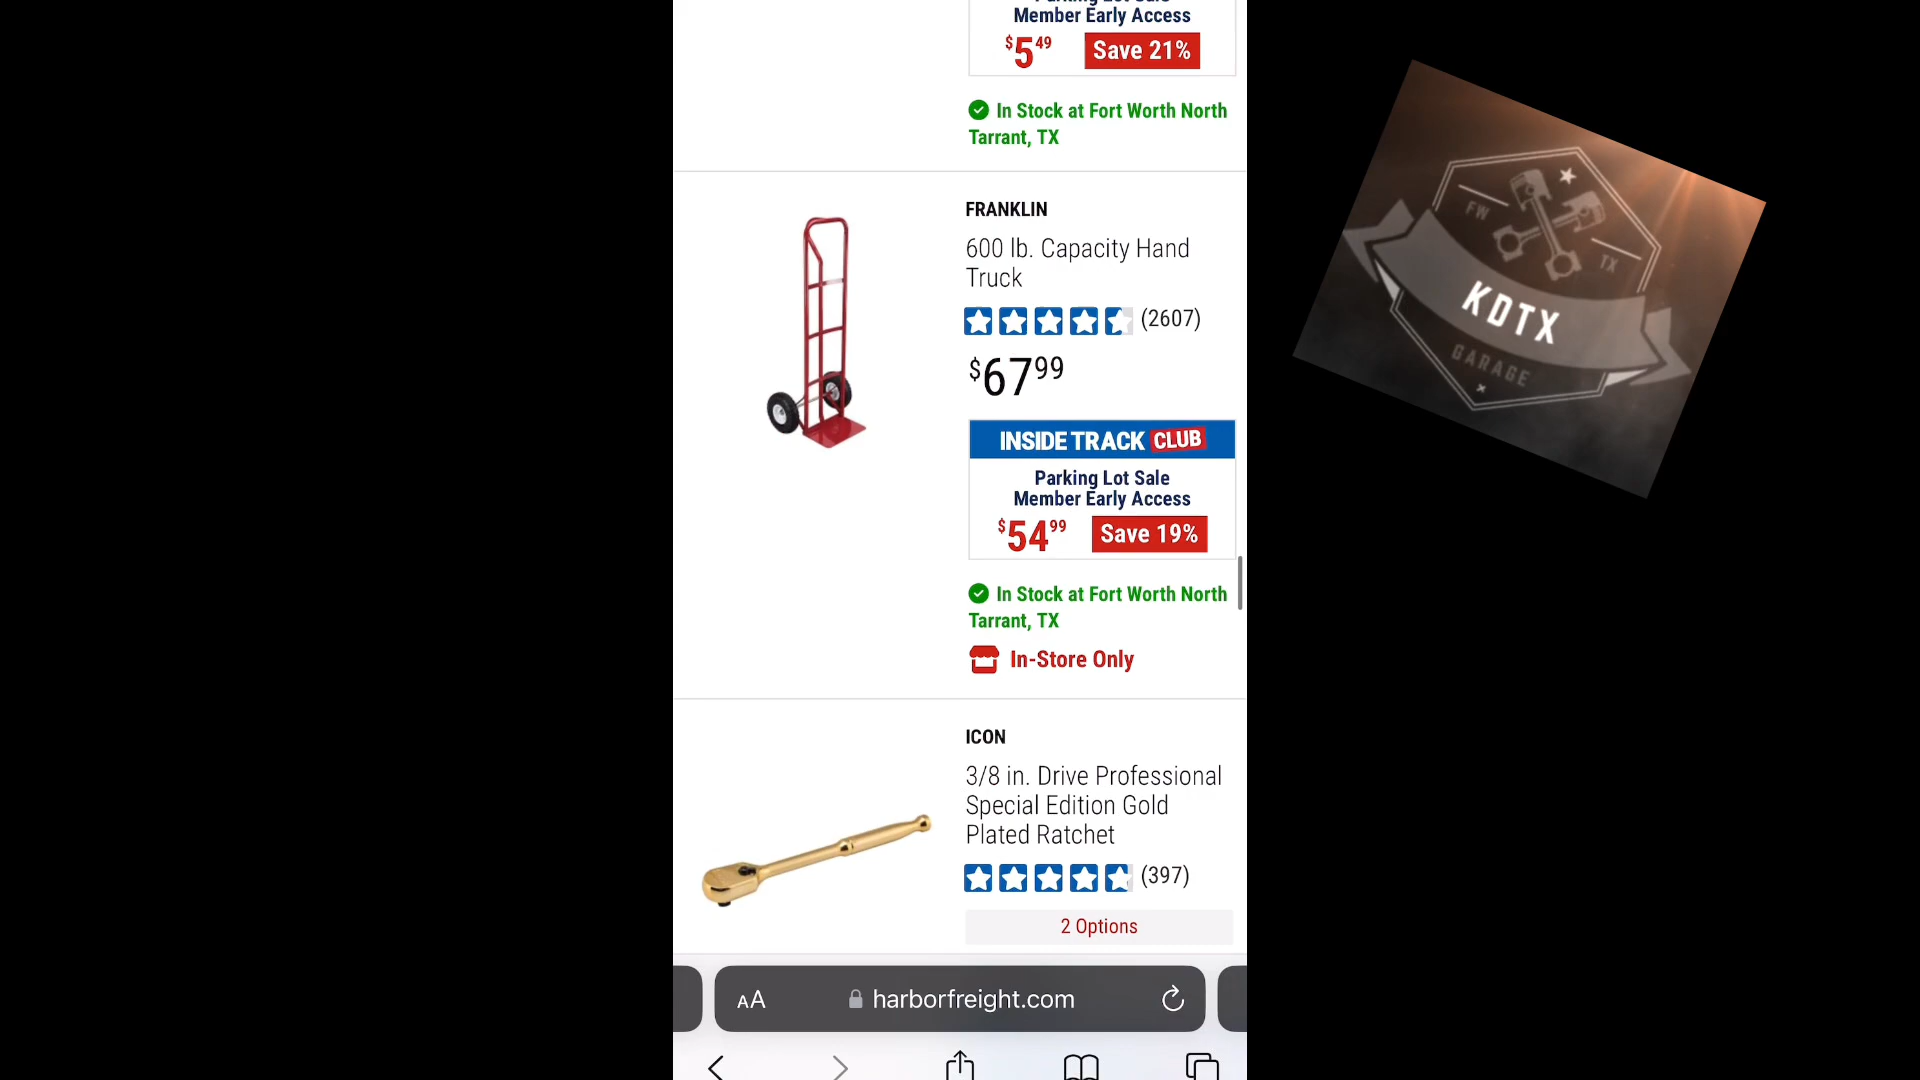 Member Early Access
$5 49 Save 21%
In Stock at Fort Worth North
Tarrant, TX
FRANKLIN
600 lb. Capacity Hand
Truck
(2607)
$67 99
INSIDE TRACK CLUB
Parking Lot Sale
Member Early Access
$54 99 Save 19%
In Stock at Fort Worth North
Tarrant, TX
In-Store Only
ICON
3/8 in. Drive Professional
Special Edition Gold
Plated Ratchet
(397)
2 Options
AA harborfreight.com
FW
TX
KDTX
GARAGE